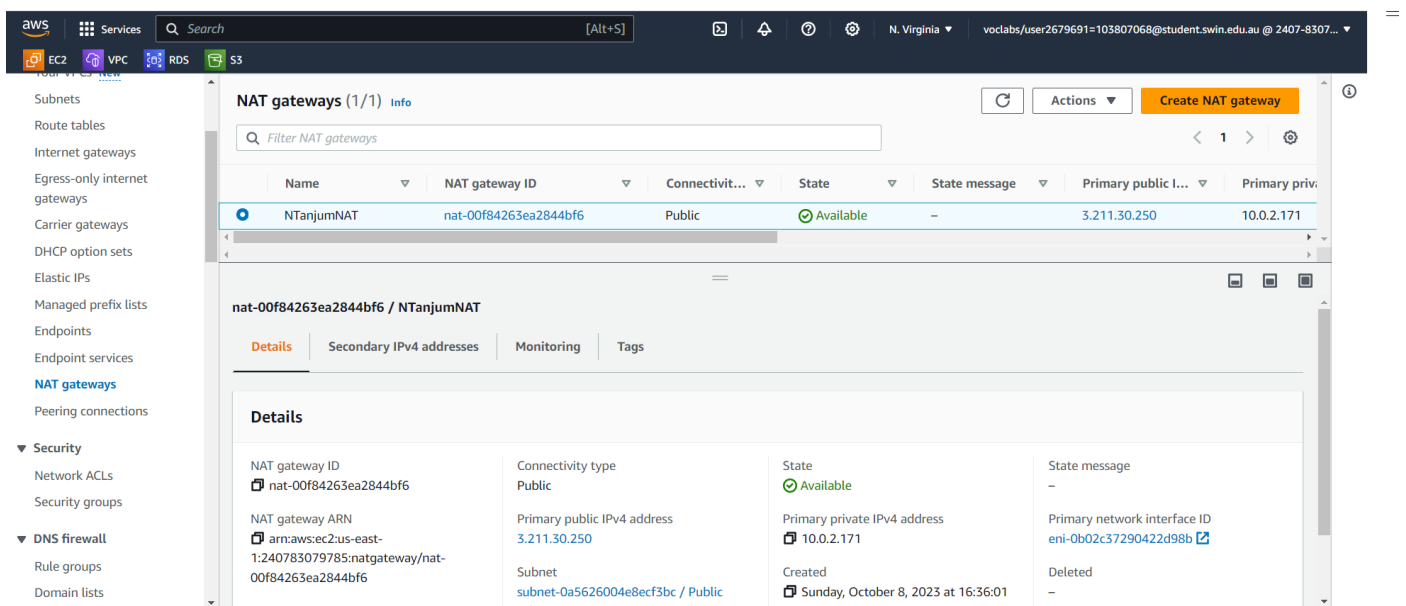 aws
Services
Search
[Alt+S]
N. Virginia
voclabs/user2679691=103807068@student.swin.edu.au @ 2407-8307...
EC2
VPC
RDS
S3
Your VPCs New
Subnets
Route tables
Internet gateways
Egress-only internet
gateways
Carrier gateways
DHCP option sets
Elastic IPs
Managed prefix lists
Endpoints
Endpoint services
NAT gateways
Peering connections
Security
Network ACLs
Security groups
DNS firewall
Rule groups
Domain lists
NAT gateways (1/1) Info
Actions
Create NAT gateway
Filter NAT gateways
1
Name
NAT gateway ID
Connectivit...
State
State message
Primary public I...
Primary priva
NTanjumNAT
nat-00f84263ea2844bf6
Public
Available
–
3.211.30.250
10.0.2.171
nat-00f84263ea2844bf6 / NTanjumNAT
Details
Secondary IPv4 addresses
Monitoring
Tags
Details
NAT gateway ID
nat-00f84263ea2844bf6
Connectivity type
Public
State
Available
State message
–
NAT gateway ARN
arn:aws:ec2:us-east-
1:240783079785:natgateway/nat-
00f84263ea2844bf6
Primary public IPv4 address
3.211.30.250
Primary private IPv4 address
10.0.2.171
Primary network interface ID
eni-0b02c37290422d98b
Subnet
subnet-0a5626004e8ecf3bc / Public
Created
Sunday, October 8, 2023 at 16:36:01
Deleted
–